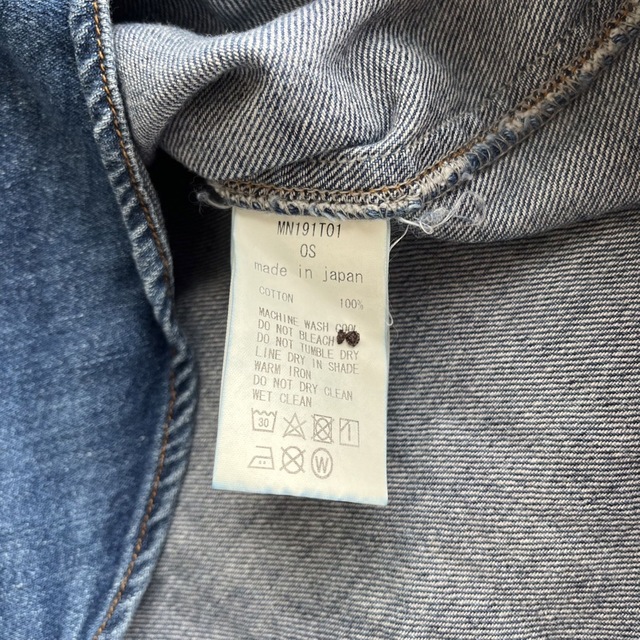 MN191T01
OS
made in japan
COTTON 100%
MACHINE WASH COOL
DO NOT BLEACH
DO NOT TUMBLE DRY
LINE DRY IN SHADE
WARM IRON
DO NOT DRY CLEAN
WET CLEAN
30
W